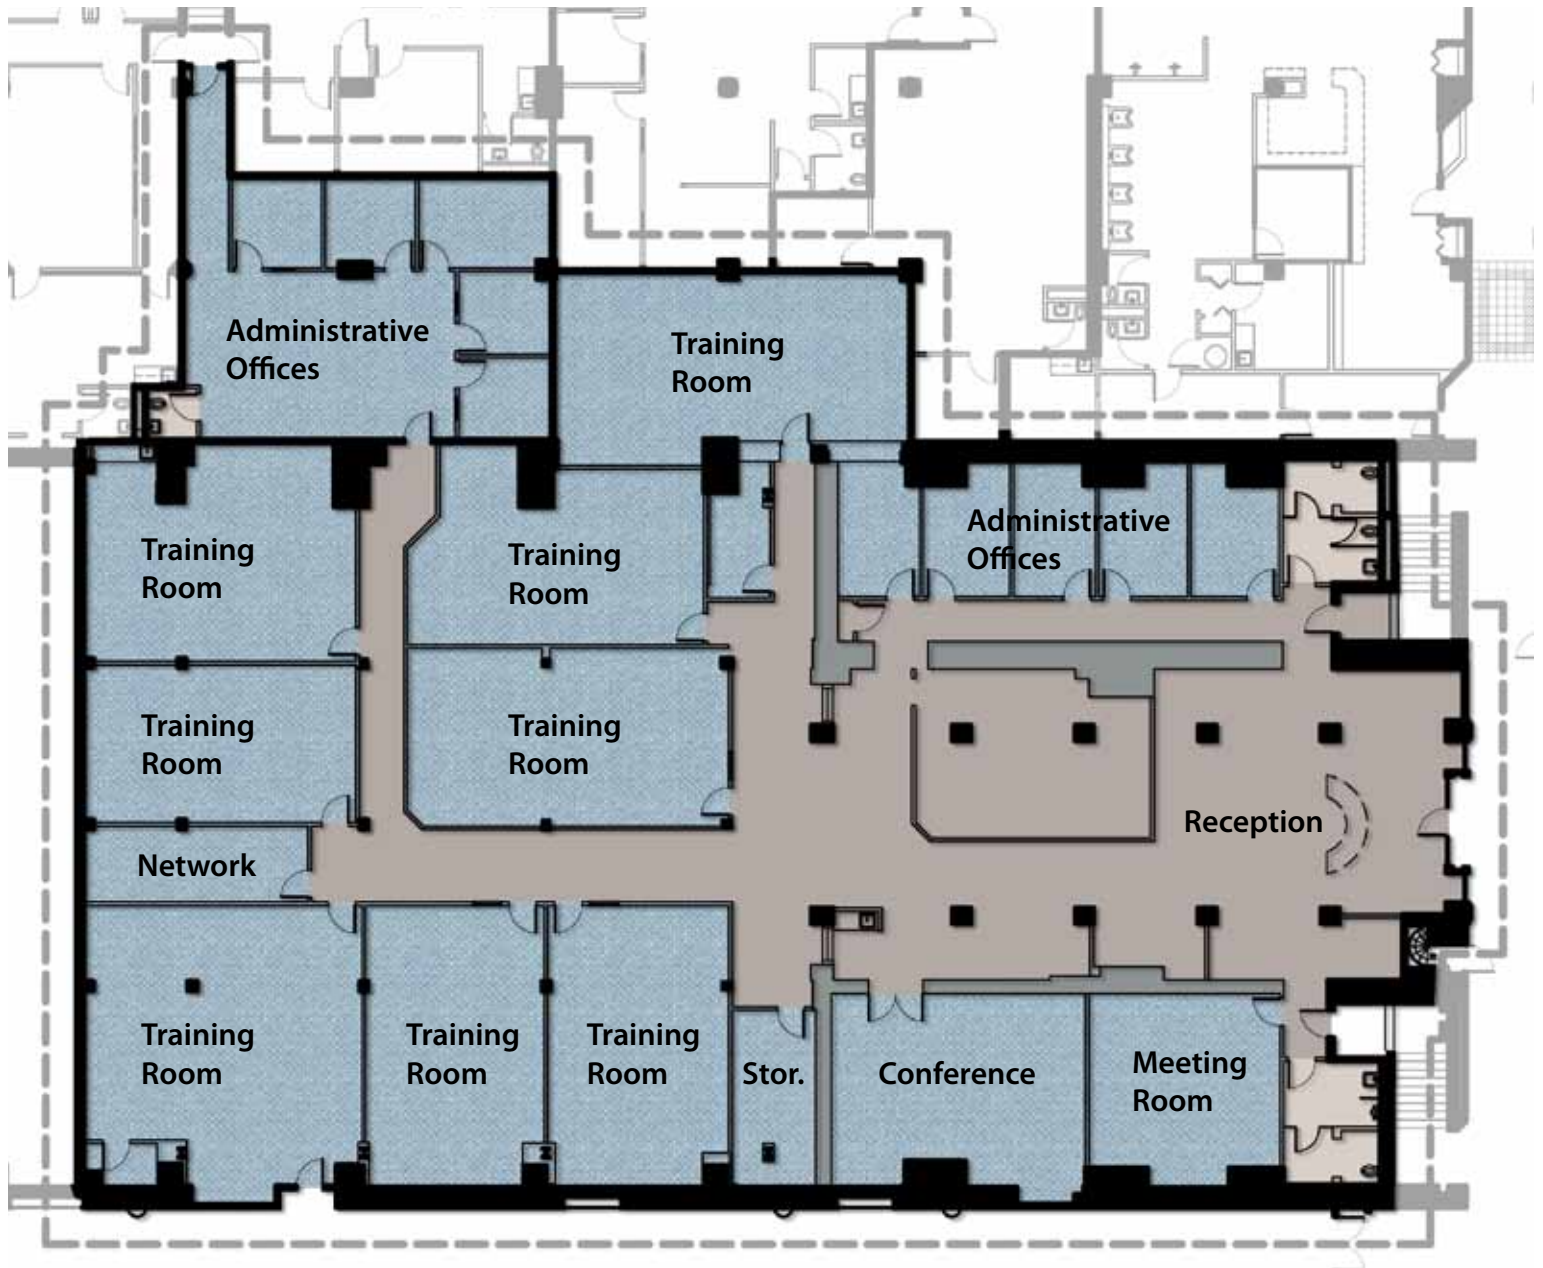 Administrative
Offices
Training
Room
Training
Room
Training
Room
Administrative
Offices
Training
Room
Training
Room
Reception
Network
Training
Room
Training
Room
Training
Room
Stor.
Conference
Meeting
Room